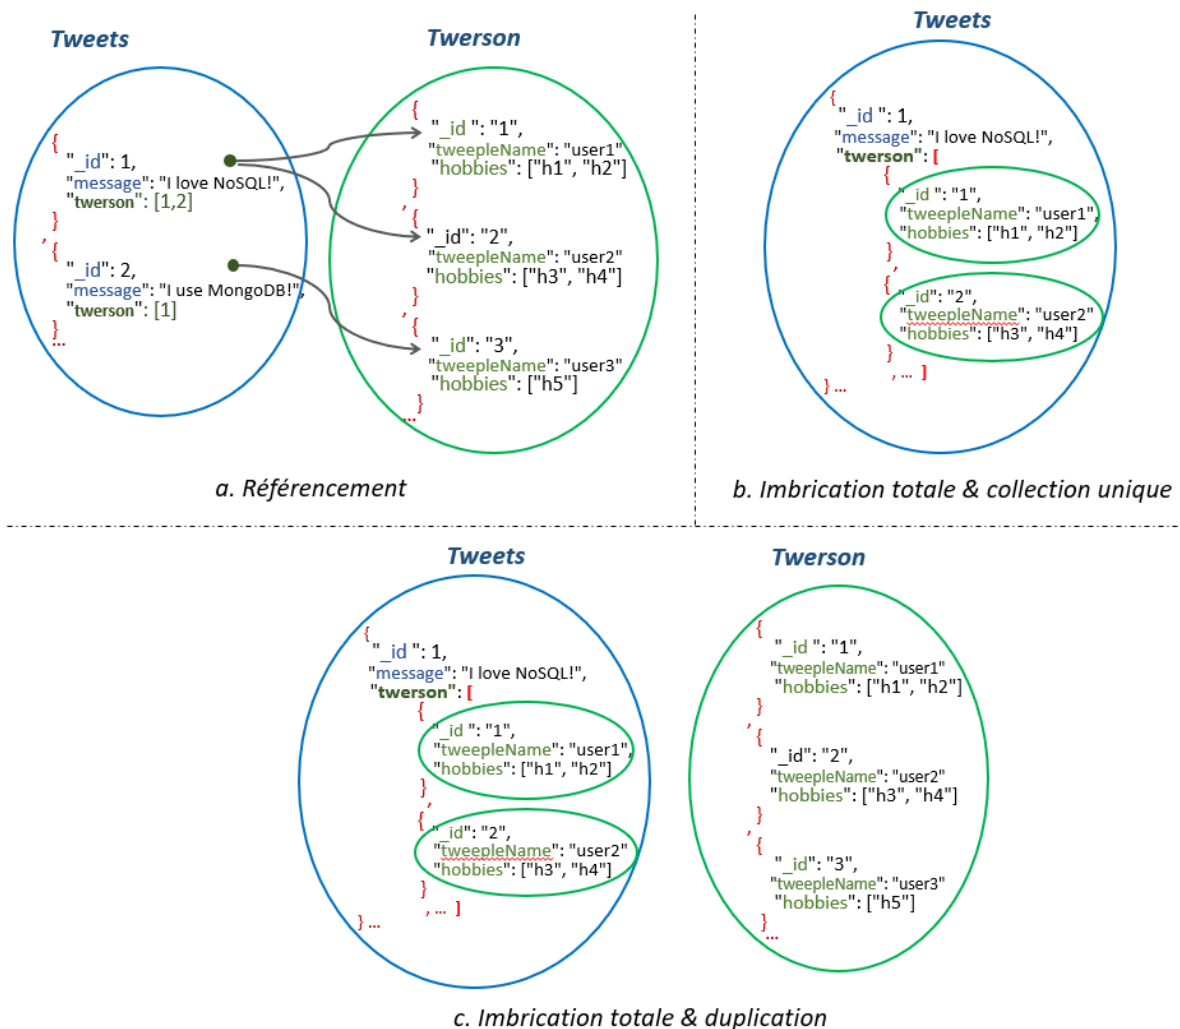 Tweets
{
"_id": 1,
"message": "I love NoSQL!",
"twerson": [1,2]
}
,
{
"_id": 2,
"message": "I use MongoDB!",
"twerson": [1]
}
...
Twerson
{
"_id ": "1",
"tweepleName": "user1"
"hobbies": ["h1", "h2"]
}
,
{
"_id": "2",
"tweepleName": "user2"
"hobbies": ["h3", "h4"]
}
,
{
"_id": "3",
"tweepleName": "user3"
"hobbies": ["h5"]
}
...
a. Référencement
Tweets
{
"_id ": 1,
"message": "I love NoSQL!",
"twerson": [
{
"_id ": "1",
"tweepleName": "user1",
"hobbies": ["h1", "h2"]
}
,
{
"_id": "2",
"tweepleName": "user2"
"hobbies": ["h3", "h4"]
}
, ... ]
} ...
b. Imbrication totale & collection unique
Tweets
{
"_id ": 1,
"message": "I love NoSQL!",
"twerson": [
{
"_id ": "1",
"tweepleName": "user1",
"hobbies": ["h1", "h2"]
}
,
{
"_id": "2",
"tweepleName": "user2"
"hobbies": ["h3", "h4"]
}
, ... ]
} ...
Twerson
{
"_id ": "1",
"tweepleName": "user1"
"hobbies": ["h1", "h2"]
}
,
{
"_id": "2",
"tweepleName": "user2"
"hobbies": ["h3", "h4"]
}
,
{
"_id": "3",
"tweepleName": "user3"
"hobbies": ["h5"]
}
...
c. Imbrication totale & duplication